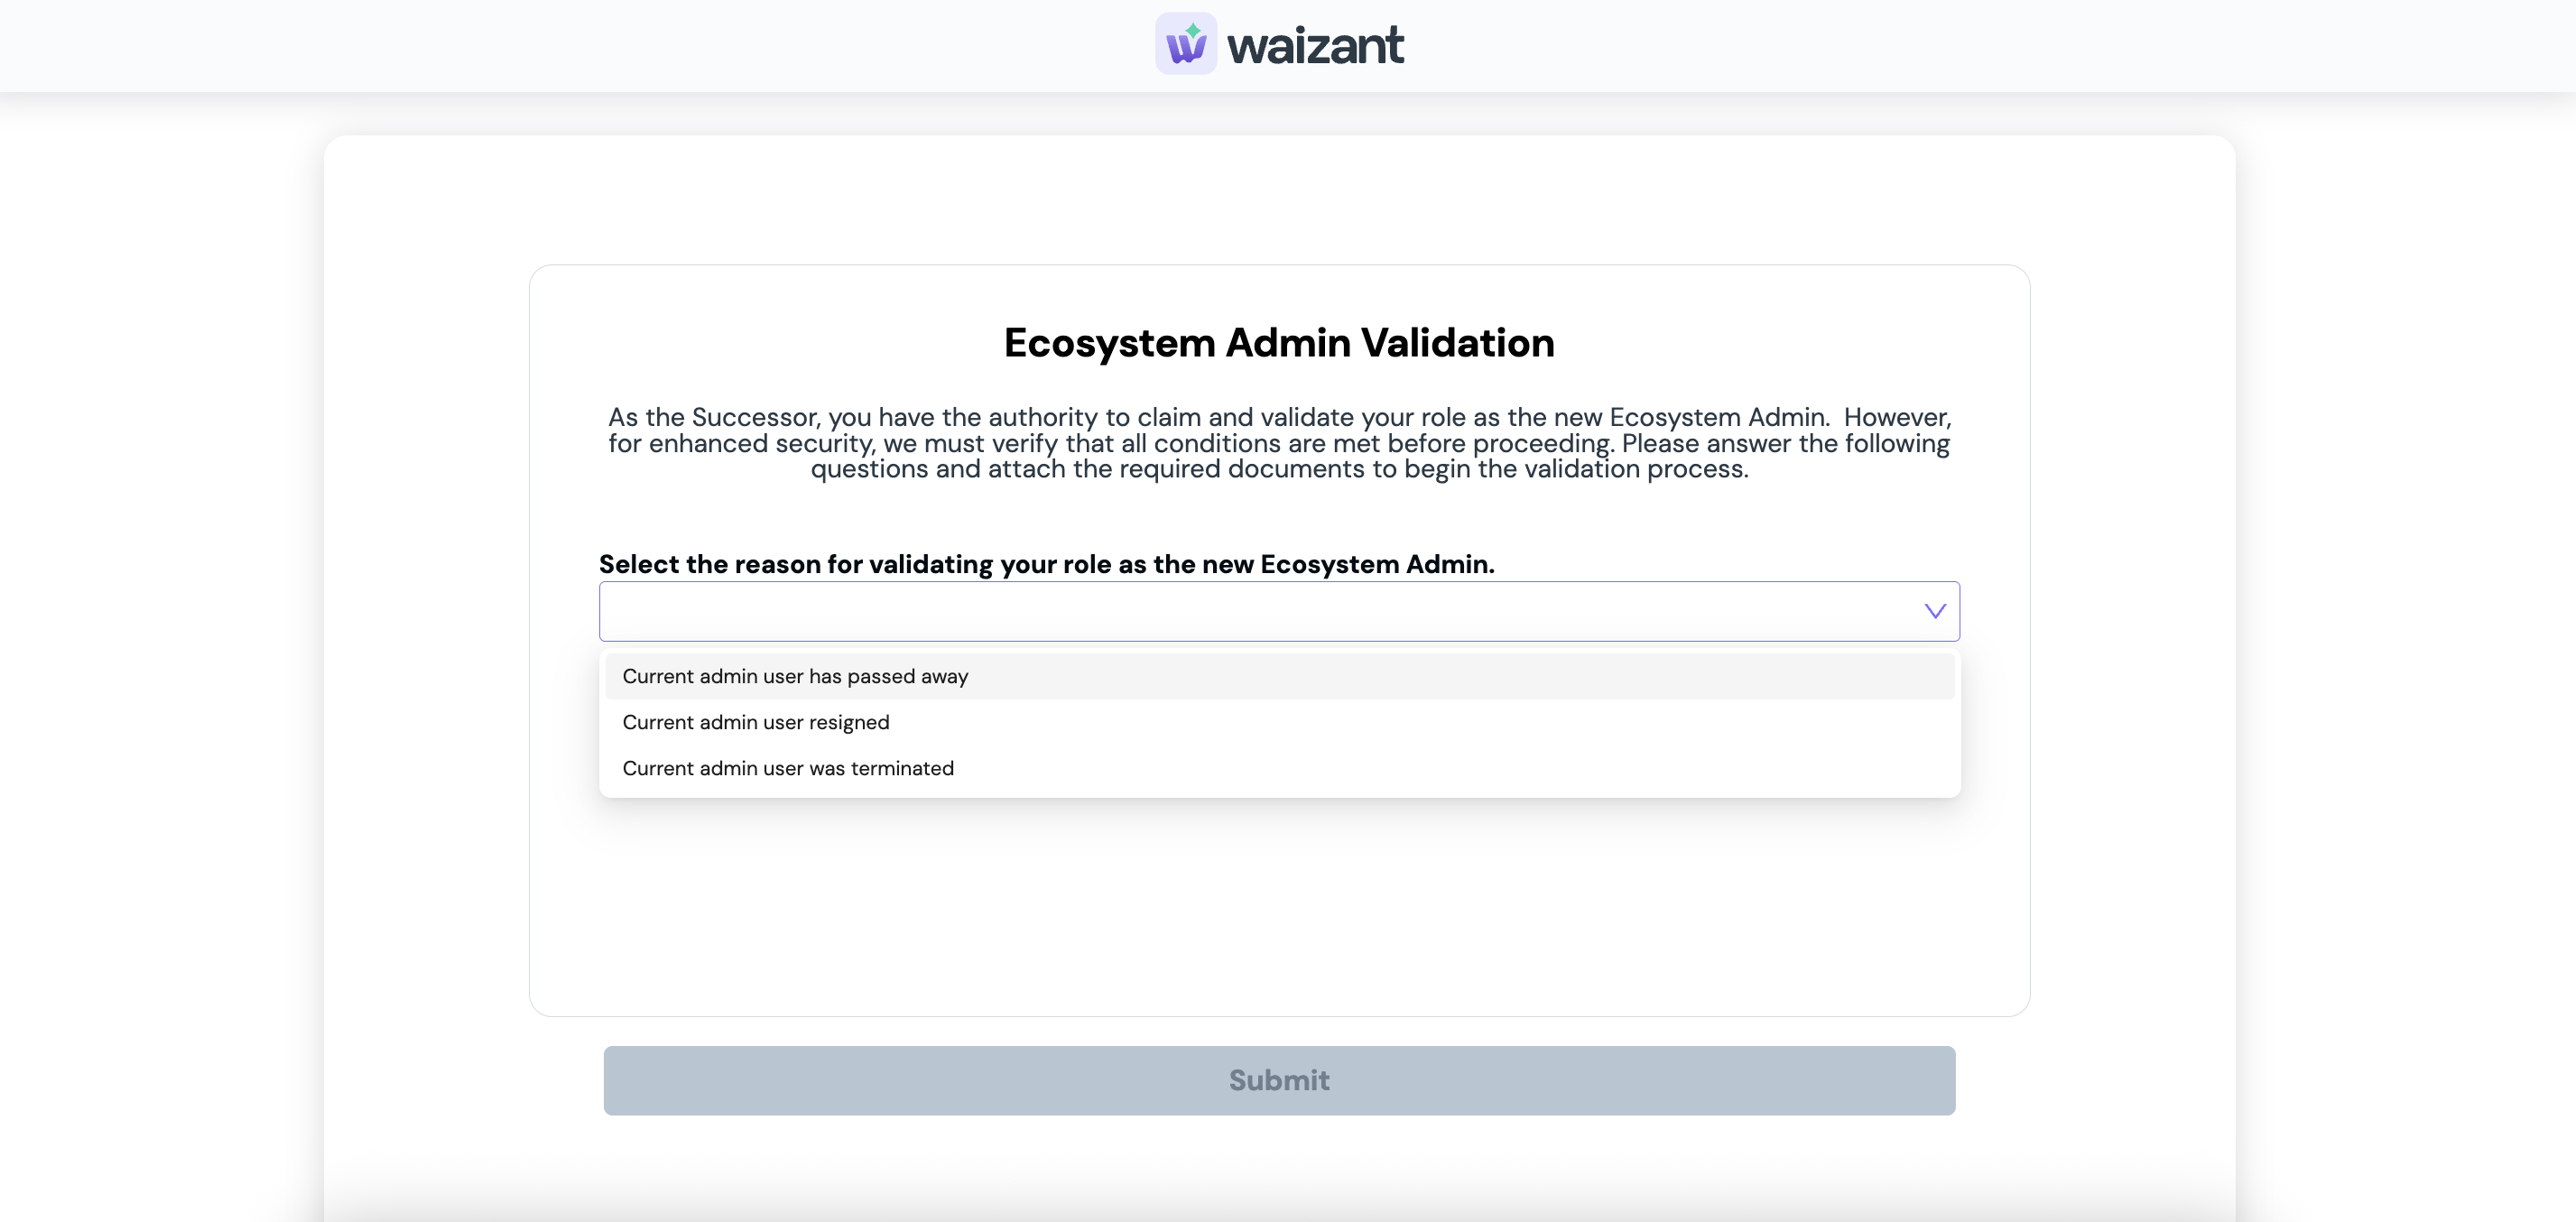 waizant
Ecosystem Admin Validation
As the Successor, you have the authority to claim and validate your role as the new Ecosystem Admin.  However,
for enhanced security, we must verify that all conditions are met before proceeding. Please answer the following
questions and attach the required documents to begin the validation process.
Select the reason for validating your role as the new Ecosystem Admin.
Current admin user has passed away
Current admin user resigned
Current admin user was terminated
Submit